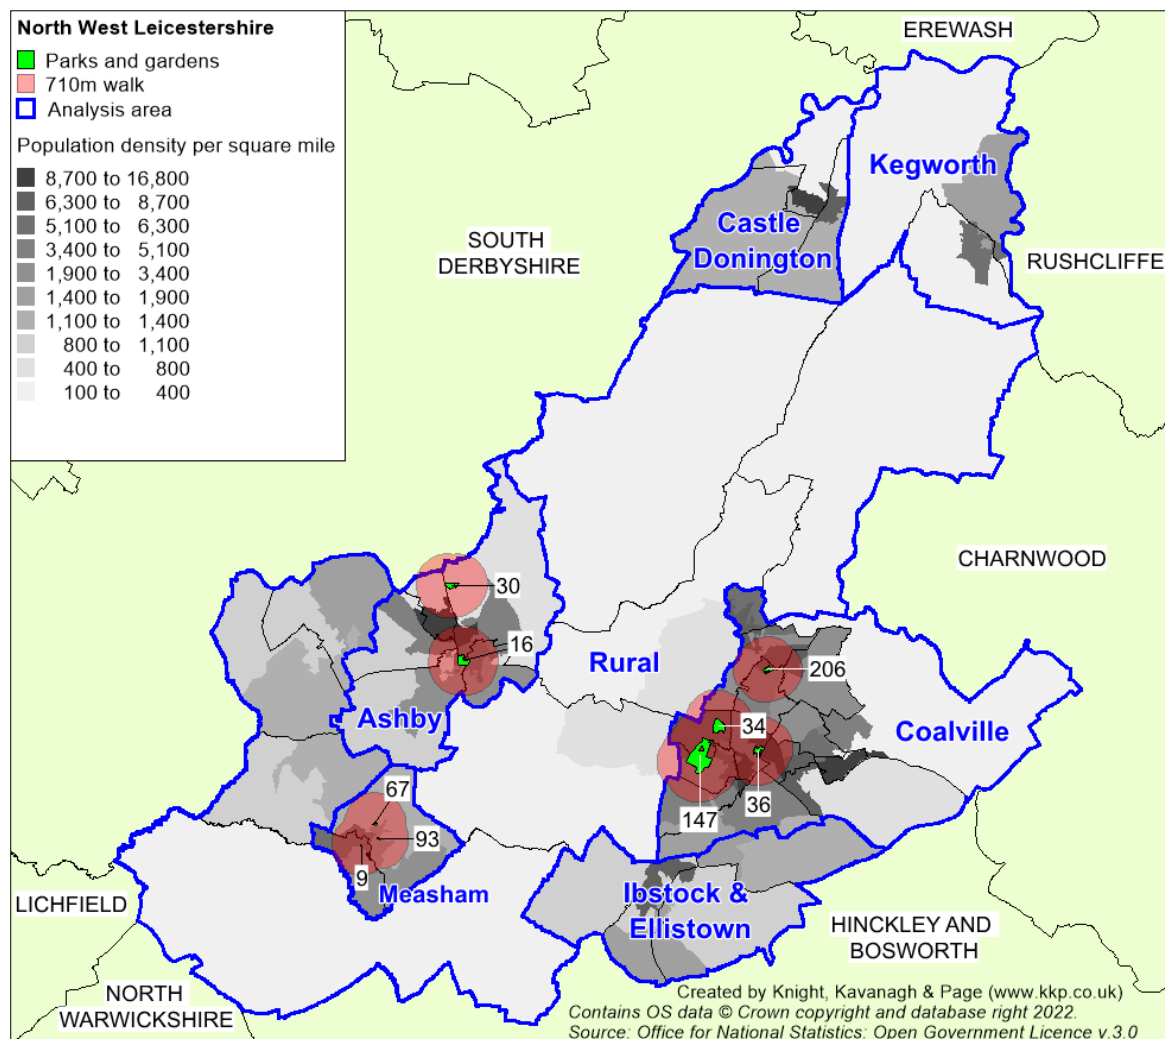 North West Leicestershire
Parks and gardens
710m walk
Analysis area
Population density per square mile
8,700 to 16,800
6,300 to 8,700
5,100 to 6,300
3,400 to 5,100
1,900 to 3,400
1,400 to 1,900
1,100 to 1,400
800 to 1,100
400 to 800
100 to 400
EREWASH
Kegworth
Castle
Donington
SOUTH
DERBYSHIRE
RUSHCLIFFE
CHARNWOOD
30
16
Rural
206
Ashby
34
Coalville
67
36
147
93
9
Measham
Ibstock &
Ellistown
LICHFIELD
HINCKLEY AND
BOSWORTH
NORTH
WARWICKSHIRE
Created by Knight, Kavanagh & Page (www.kkp.co.uk)
Contains OS data © Crown copyright and database right 2022.
Source: Office for National Statistics: Open Government Licence v.3.0